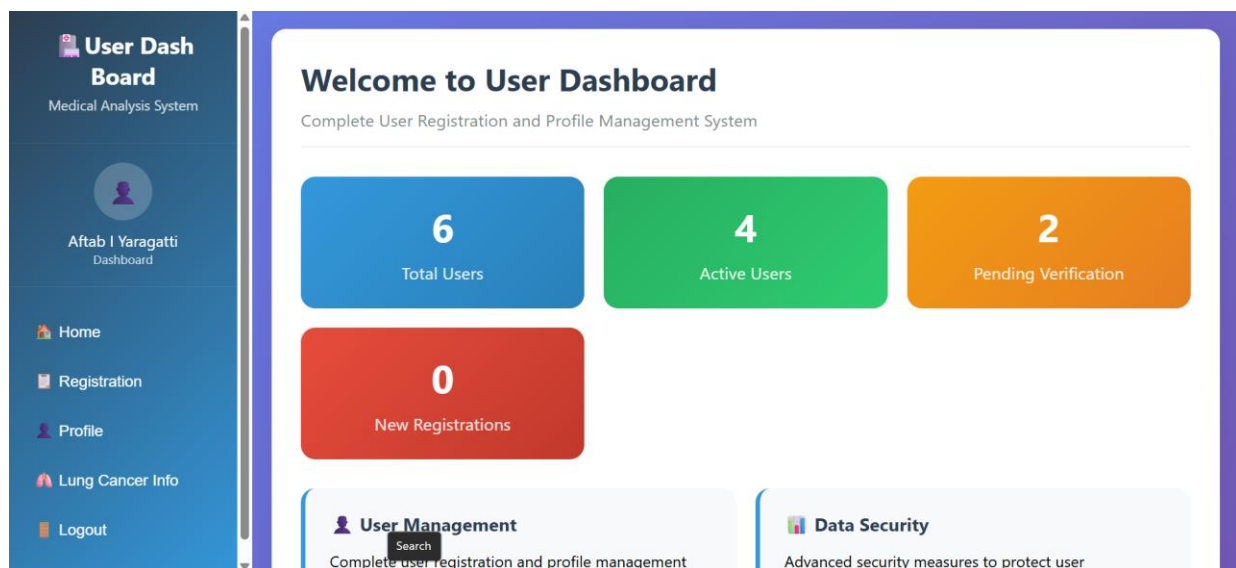 User Dash
Board
Medical Analysis System
Aftab I Yaragatti
Dashboard
Home
Registration
Profile
Lung Cancer Info
Logout
Welcome to User Dashboard
Complete User Registration and Profile Management System
6
Total Users
4
Active Users
2
Pending Verification
0
New Registrations
User Management
Search
Complete user registration and profile management
Data Security
Advanced security measures to protect user